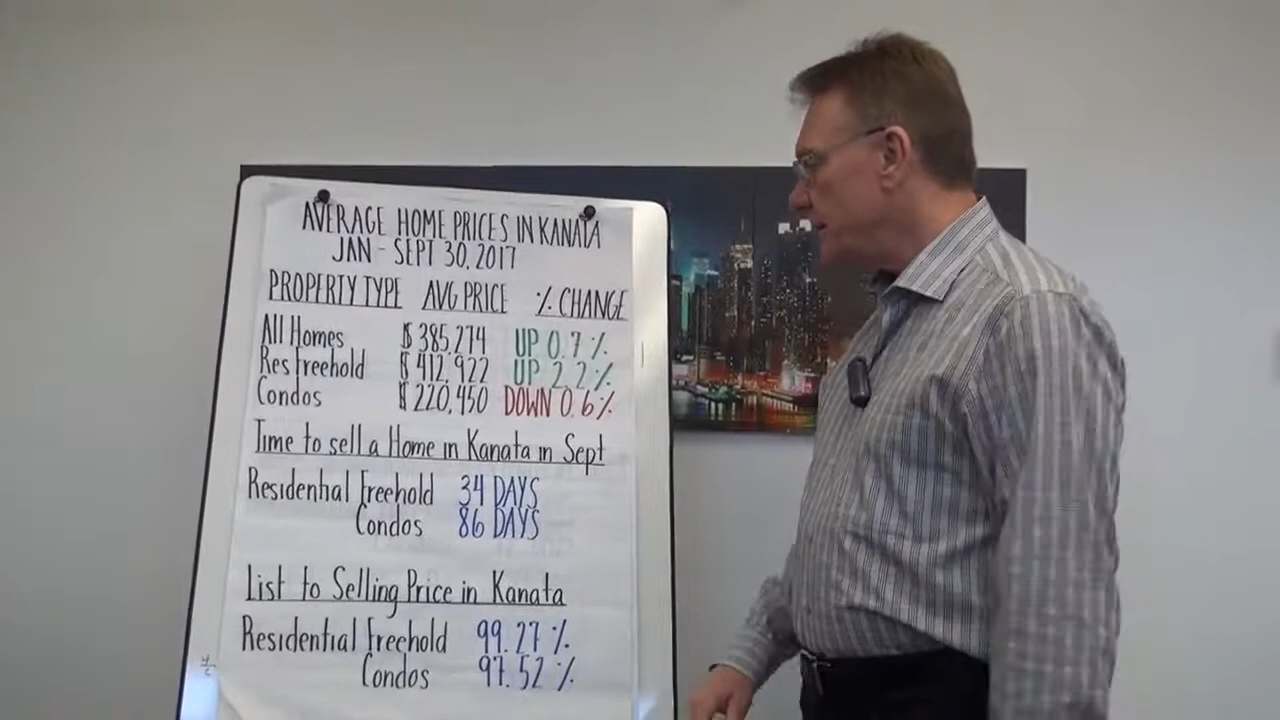 AVERAGE HOME PRICES IN KANATA
JAN - SEPT 30, 2017
PROPERTY TYPE AVG PRICE % CHANGE
All Homes $ 385,274 UP 0.7 %
Res Freehold $ 412,922 UP 2.2 %
Condos $ 220,450 DOWN 0.6 %
Time to sell a Home in Kanata in Sept
Residential Freehold 34 DAYS
Condos 86 DAYS
List to Selling Price in Kanata
Residential Freehold 99.27 %
Condos 97.52 %